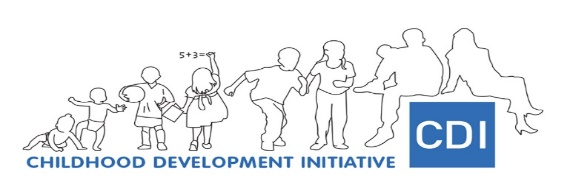 5+3=
CDI
CHILDHOOD DEVELOPMENT INITIATIVE